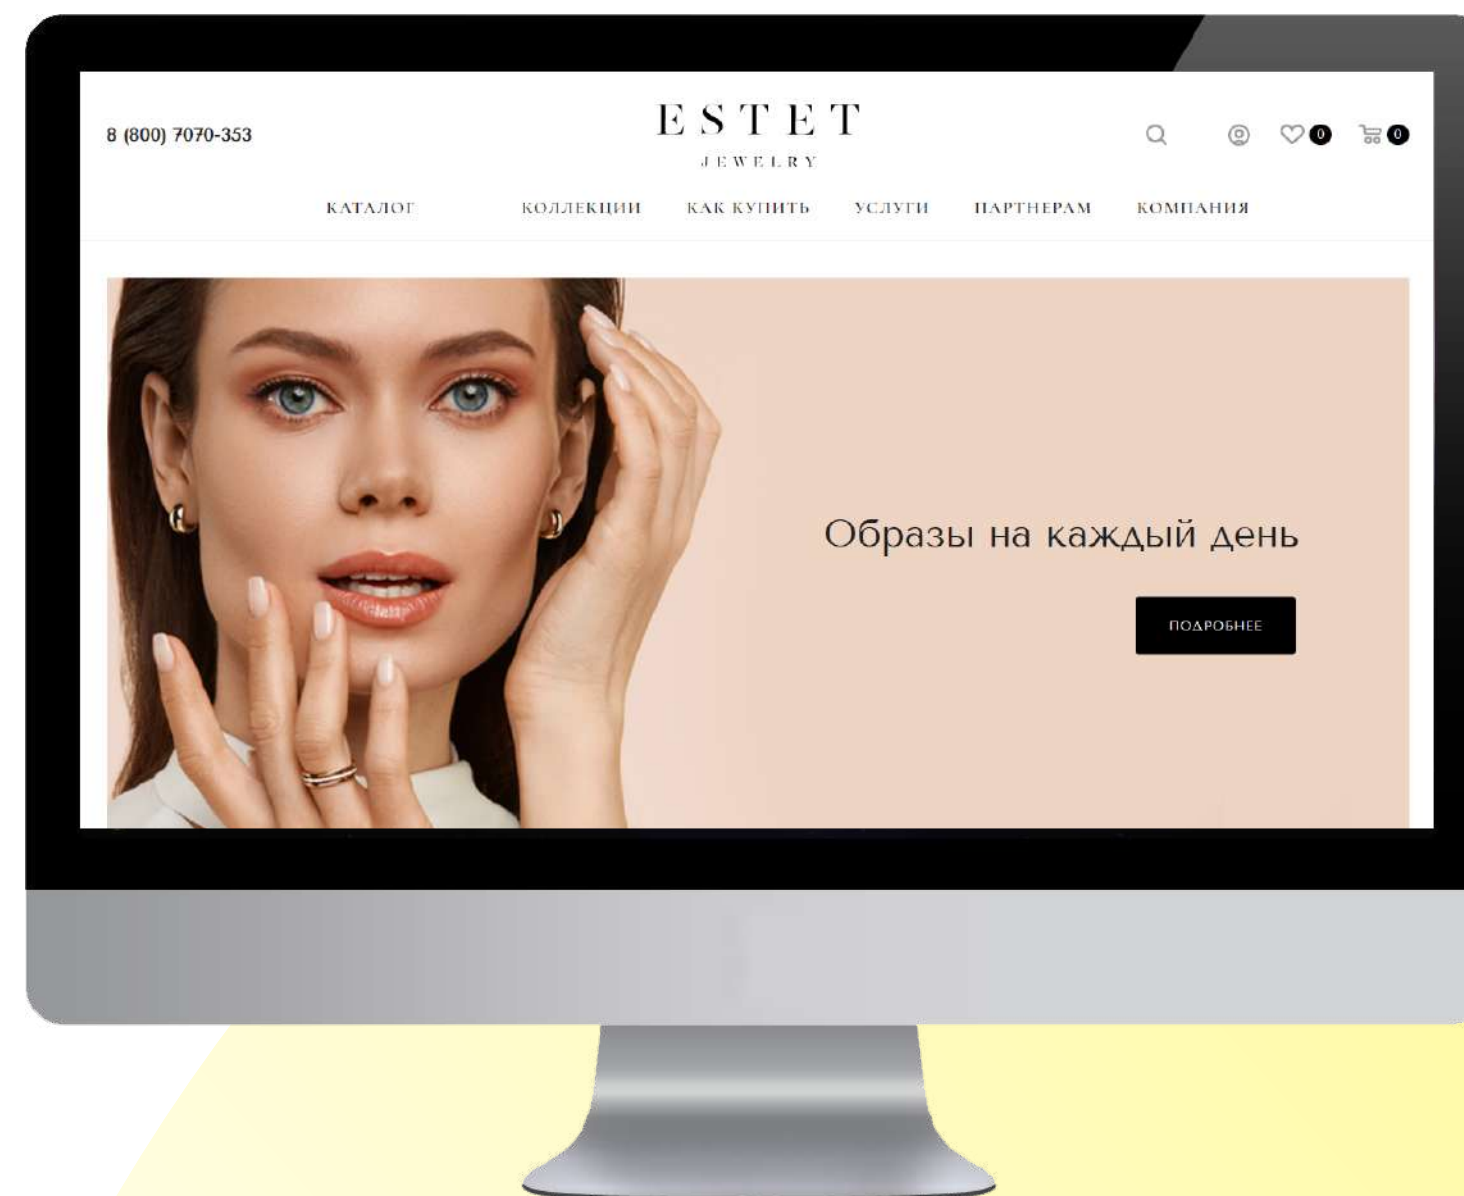 8 (800) 7070-353
ESTET
JEWELRY
0
0
КАТАЛОГ КОЛЛЕКЦИИ КАК КУПИТЬ УСЛУГИ ПАРТНЕРАМ КОМПАНИЯ
Образы на каждый день
ПОДРОБНЕЕ